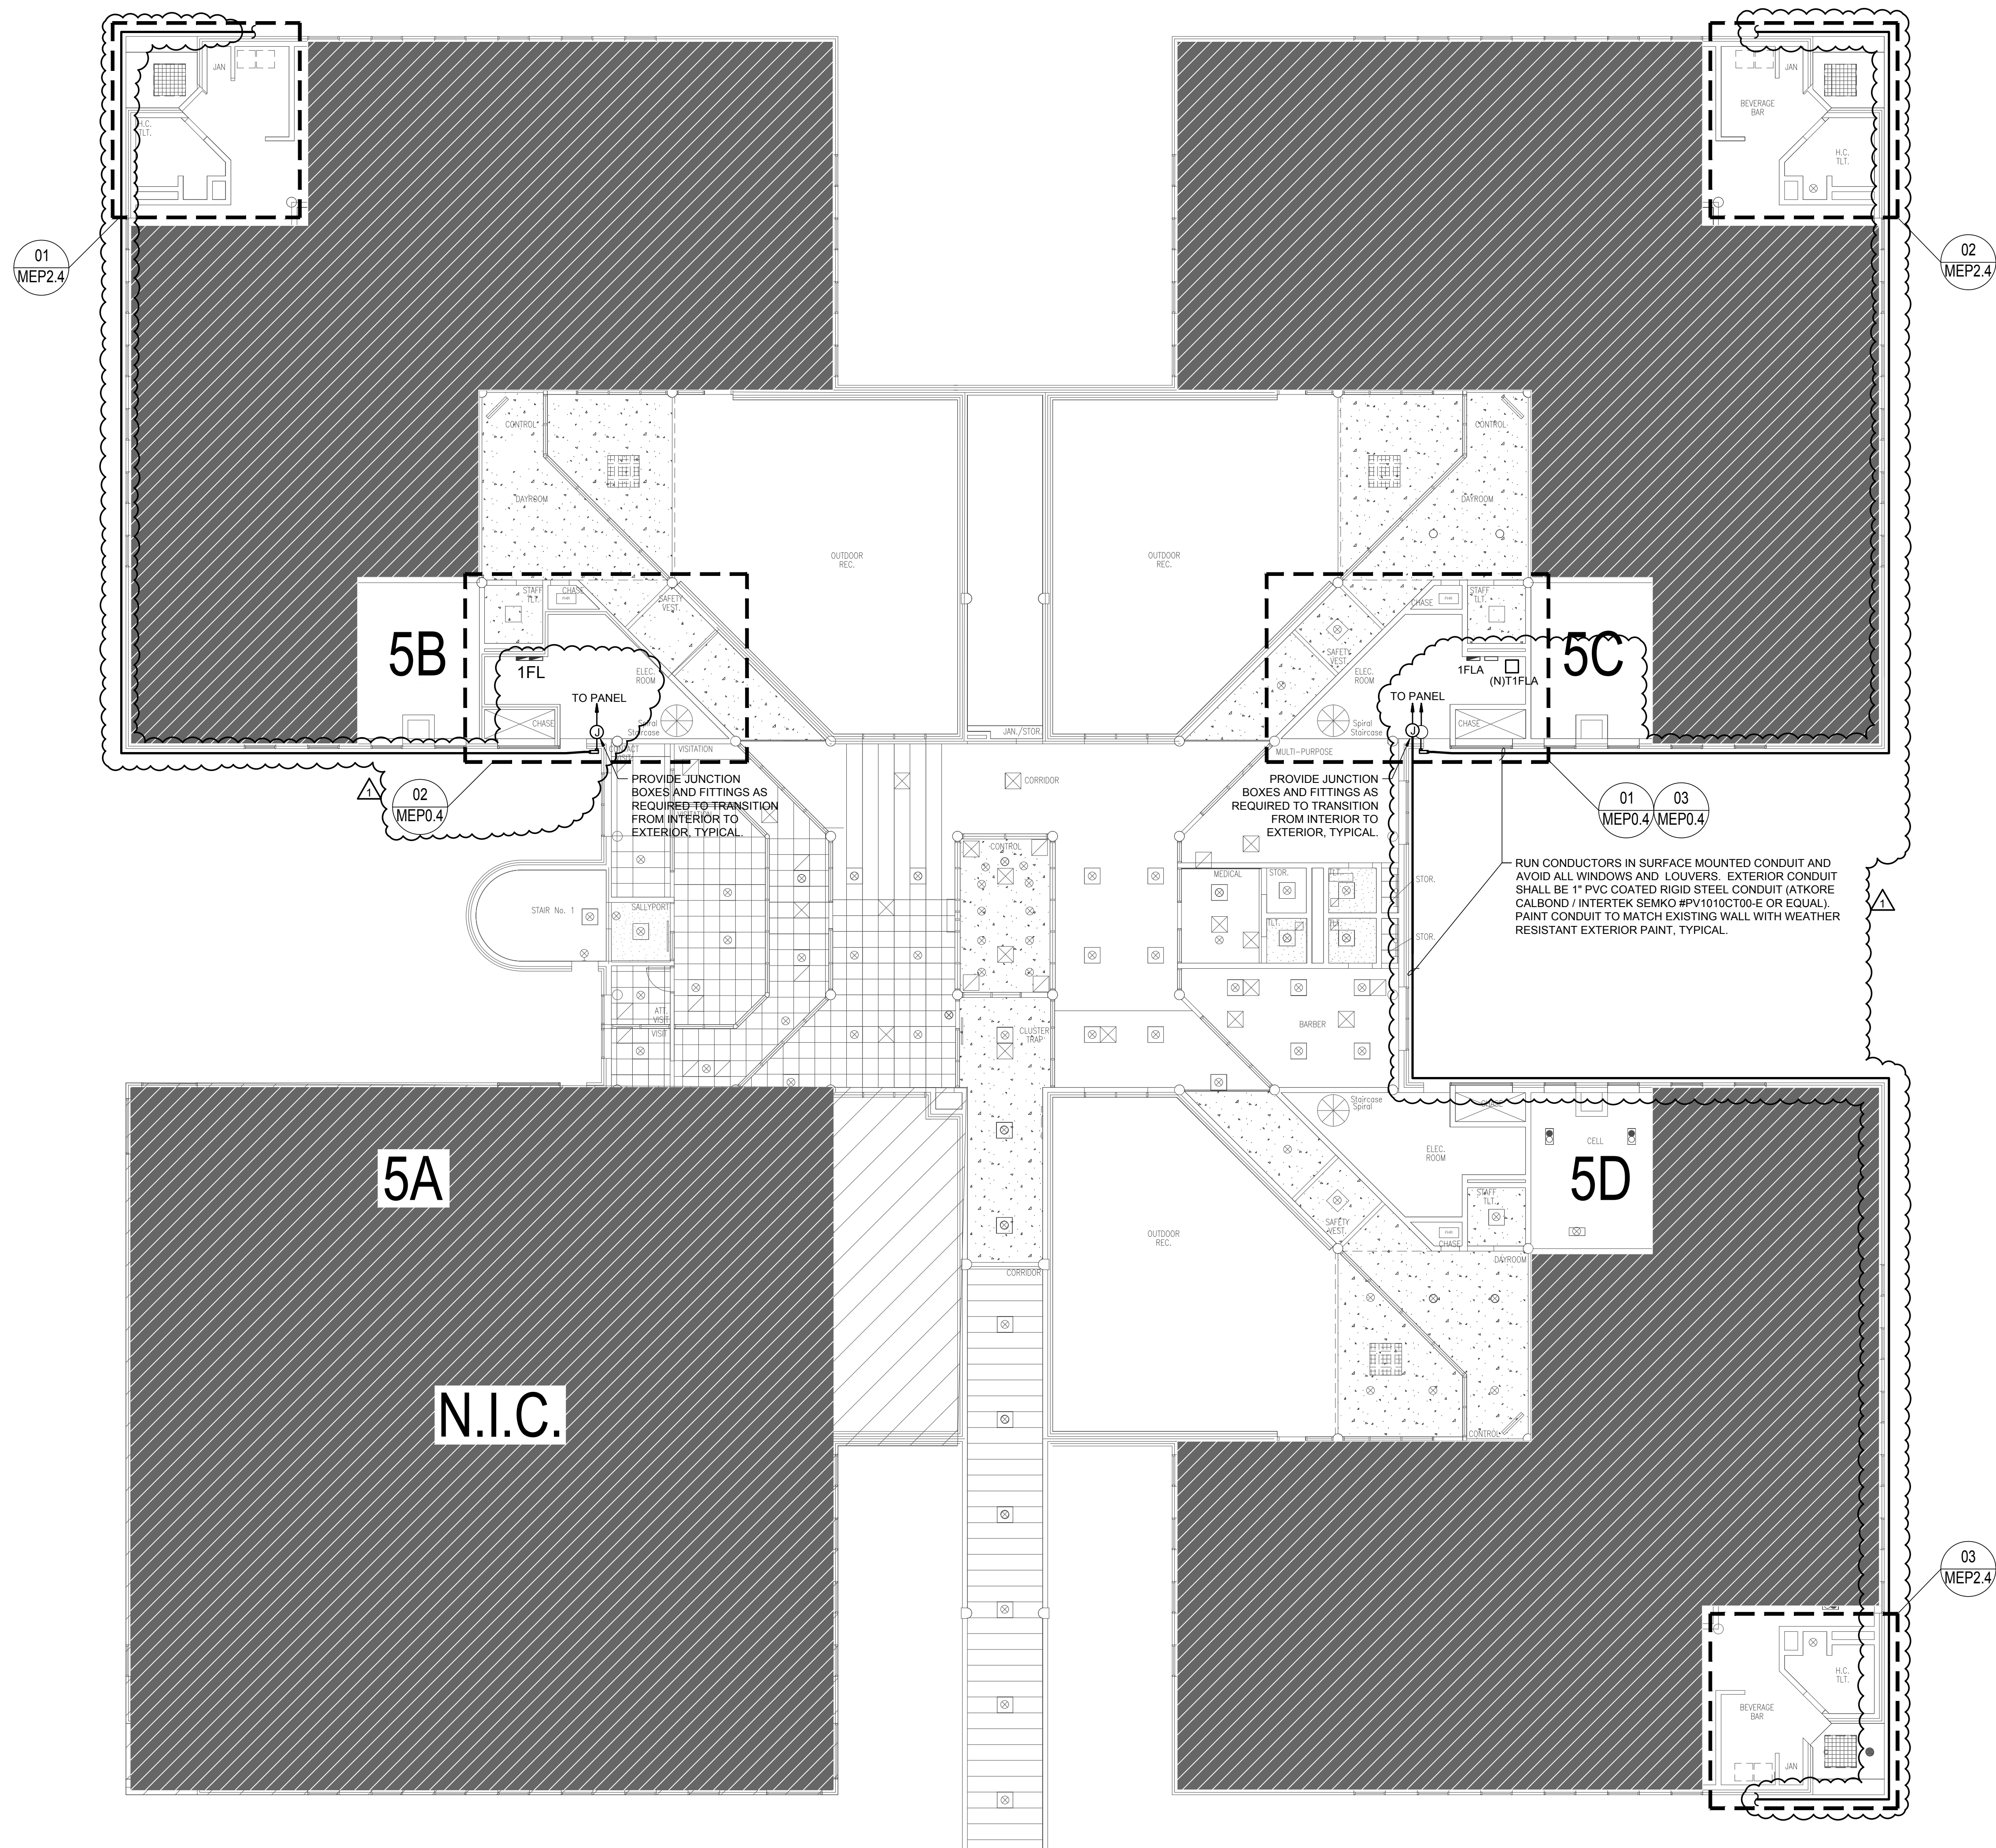 JAN
H.C.
TLT.
01
MEP2.4
JAN
BEVERAGE
BAR
H.C.
TLT.
02
MEP2.4
CONTROL
DAYROOM
OUTDOOR
REC.
OUTDOOR
REC.
CONTROL
DAYROOM
STAFF
TLT.
CHASE
SAFETY
VEST.
5B
1FL
ELEC.
ROOM
TO PANEL
J
CHASE
Spiral
Staircase
VISITATION
JAN./STOR.
CHASE
STAFF
TLT.
SAFETY
VEST.
ELEC.
ROOM
1FLA
(N)T1FLA
5C
TO PANEL
J
Spiral
Staircase
CHASE
MULTI-PURPOSE
1
02
MEP0.4
PROVIDE JUNCTION
BOXES AND FITTINGS AS
REQUIRED TO TRANSITION
FROM INTERIOR TO
EXTERIOR, TYPICAL.
VISITATION
CORRIDOR
PROVIDE JUNCTION
BOXES AND FITTINGS AS
REQUIRED TO TRANSITION
FROM INTERIOR TO
EXTERIOR, TYPICAL.
01
MEP0.4
03
MEP0.4
CONTROL
MEDICAL
STOR.
TLT.
STOR.
RUN CONDUCTORS IN SURFACE MOUNTED CONDUIT AND
AVOID ALL WINDOWS AND LOUVERS. EXTERIOR CONDUIT
SHALL BE 1" PVC COATED RIGID STEEL CONDUIT (ATKORE
CALBOND / INTERTEK SEMKO #PV1010CT00-E OR EQUAL).
PAINT CONDUIT TO MATCH EXISTING WALL WITH WEATHER
RESISTANT EXTERIOR PAINT, TYPICAL.
1
STAIR No. 1
SALLYPORT
TLT.
TLT.
STOR.
ATT.
VISIT
VISIT
CLUSTER
TRAP
BARBER
Staircase
Spiral
CHASE
CELL
ELEC.
ROOM
5A
5D
STAFF
TLT.
SAFETY
VEST.
OUTDOOR
REC.
CHASE
DAYROOM
CORRIDOR
N.I.C.
CONTROL
03
MEP2.4
H.C.
TLT.
BEVERAGE
BAR
JAN